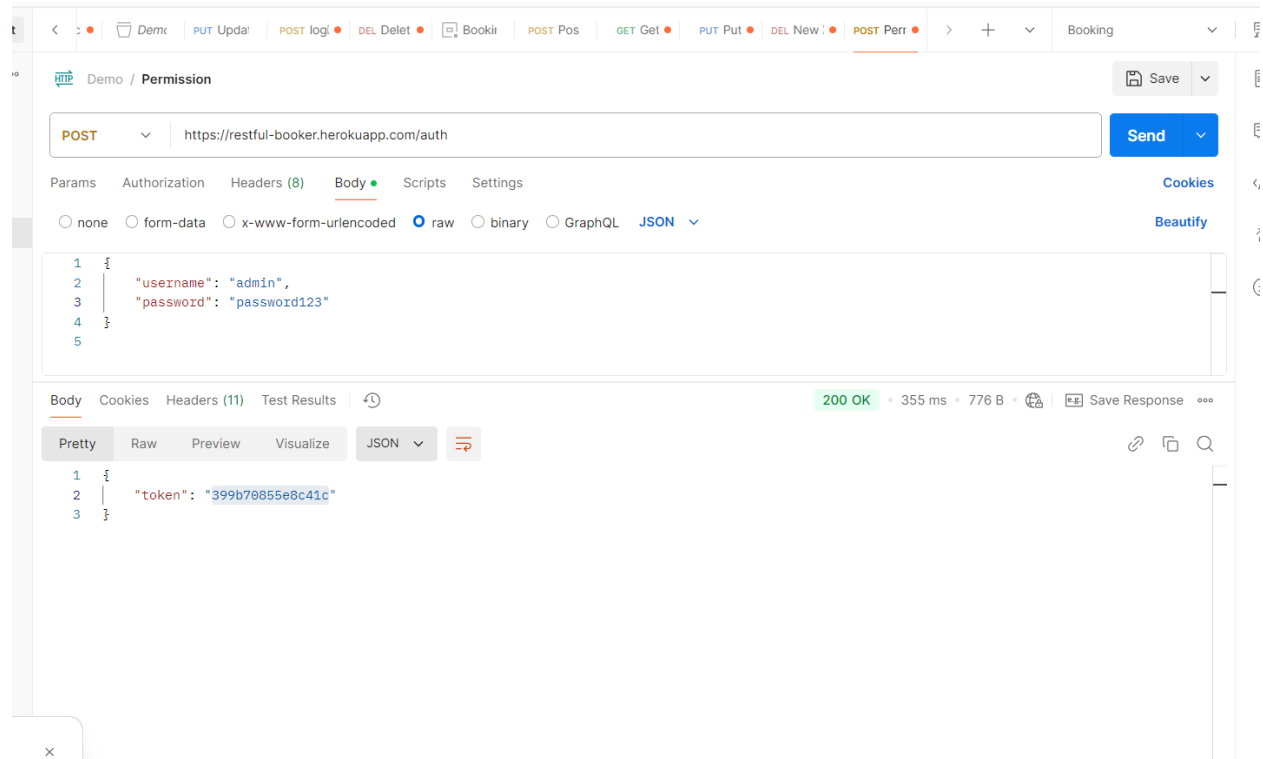 t
Demo
PUT Updat
POST logi
DEL Delet
Bookin
POST Pos
GET Get
PUT Put
DEL New
POST Perr
Booking
HTTP Demo / Permission
Save
POST https://restful-booker.herokuapp.com/auth
Send
Params Authorization Headers (8) Body Scripts Settings Cookies
none form-data x-www-form-urlencoded raw binary GraphQL JSON Beautify
1 {
2 "username": "admin",
3 "password": "password123"
4 }
5
Body Cookies Headers (11) Test Results 200 OK 355 ms 776 B e.g. Save Response
Pretty Raw Preview Visualize JSON
1 {
2 "token": "399b70855e8c41c"
3 }